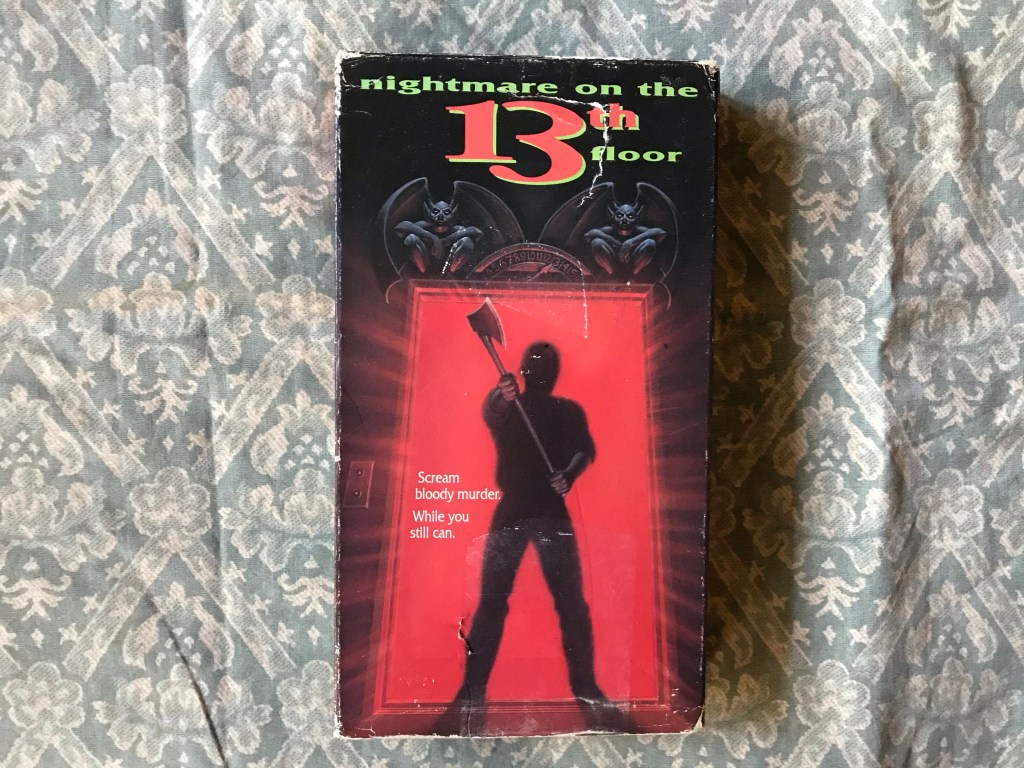 nightmare on the
13th
floor
Scream
bloody murder.
While you
still can.